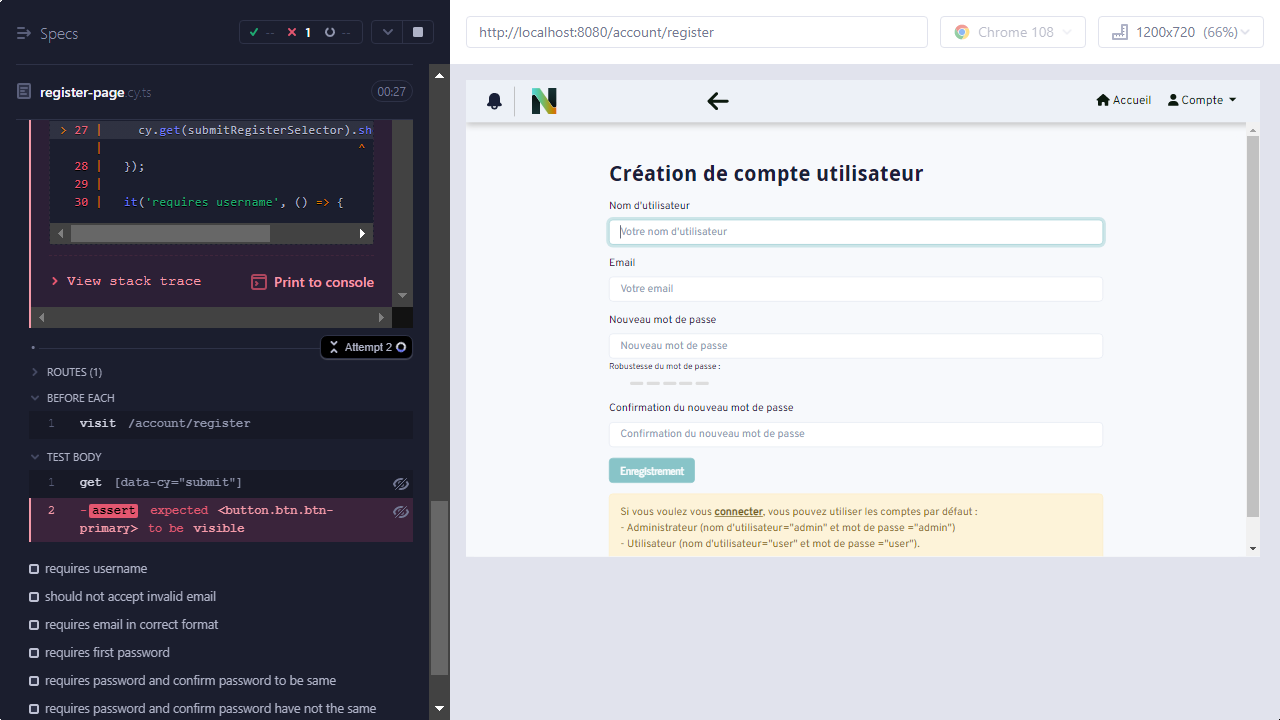 Specs
-- 1 --
register-page.cy.ts 00:27
> 27 | cy.get(submitRegisterSelector).sh
| ^
28 | });
29 |
30 | it('requires username', () => {
View stack trace
Print to console
Attempt 2
ROUTES (1)
BEFORE EACH
1 visit /account/register
TEST BODY
1 get [data-cy="submit"]
2 -assert expected <button.btn.btn-
primary> to be visible
requires username
should not accept invalid email
requires email in correct format
requires first password
requires password and confirm password to be same
requires password and confirm password have not the same
http://localhost:8080/account/register
Chrome 108
1200x720 (66%)
N
Accueil
Compte
Création de compte utilisateur
Nom d'utilisateur
Votre nom d'utilisateur
Email
Votre email
Nouveau mot de passe
Nouveau mot de passe
Robustesse du mot de passe :
Confirmation du nouveau mot de passe
Confirmation du nouveau mot de passe
Enregistrement
Si vous voulez vous connecter, vous pouvez utiliser les comptes par défaut :
- Administrateur (nom d'utilisateur="admin" et mot de passe ="admin")
- Utilisateur (nom d'utilisateur="user" et mot de passe ="user").